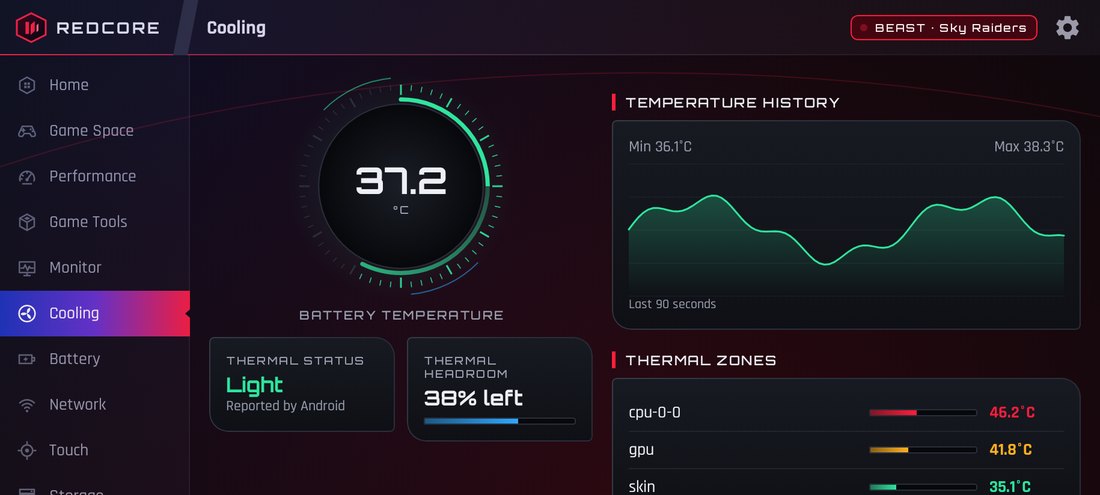 REDCORE
Cooling
BEAST · Sky Raiders
Home
Game Space
Performance
Game Tools
Monitor
Cooling
Battery
Network
Touch
Storage
37.2
°C
BATTERY TEMPERATURE
THERMAL STATUS
Light
Reported by Android
THERMAL
HEADROOM
38% left
TEMPERATURE HISTORY
Min 36.1°C
Max 38.3°C
Last 90 seconds
THERMAL ZONES
cpu-0-0
46.2°C
gpu
41.8°C
skin
35.1°C